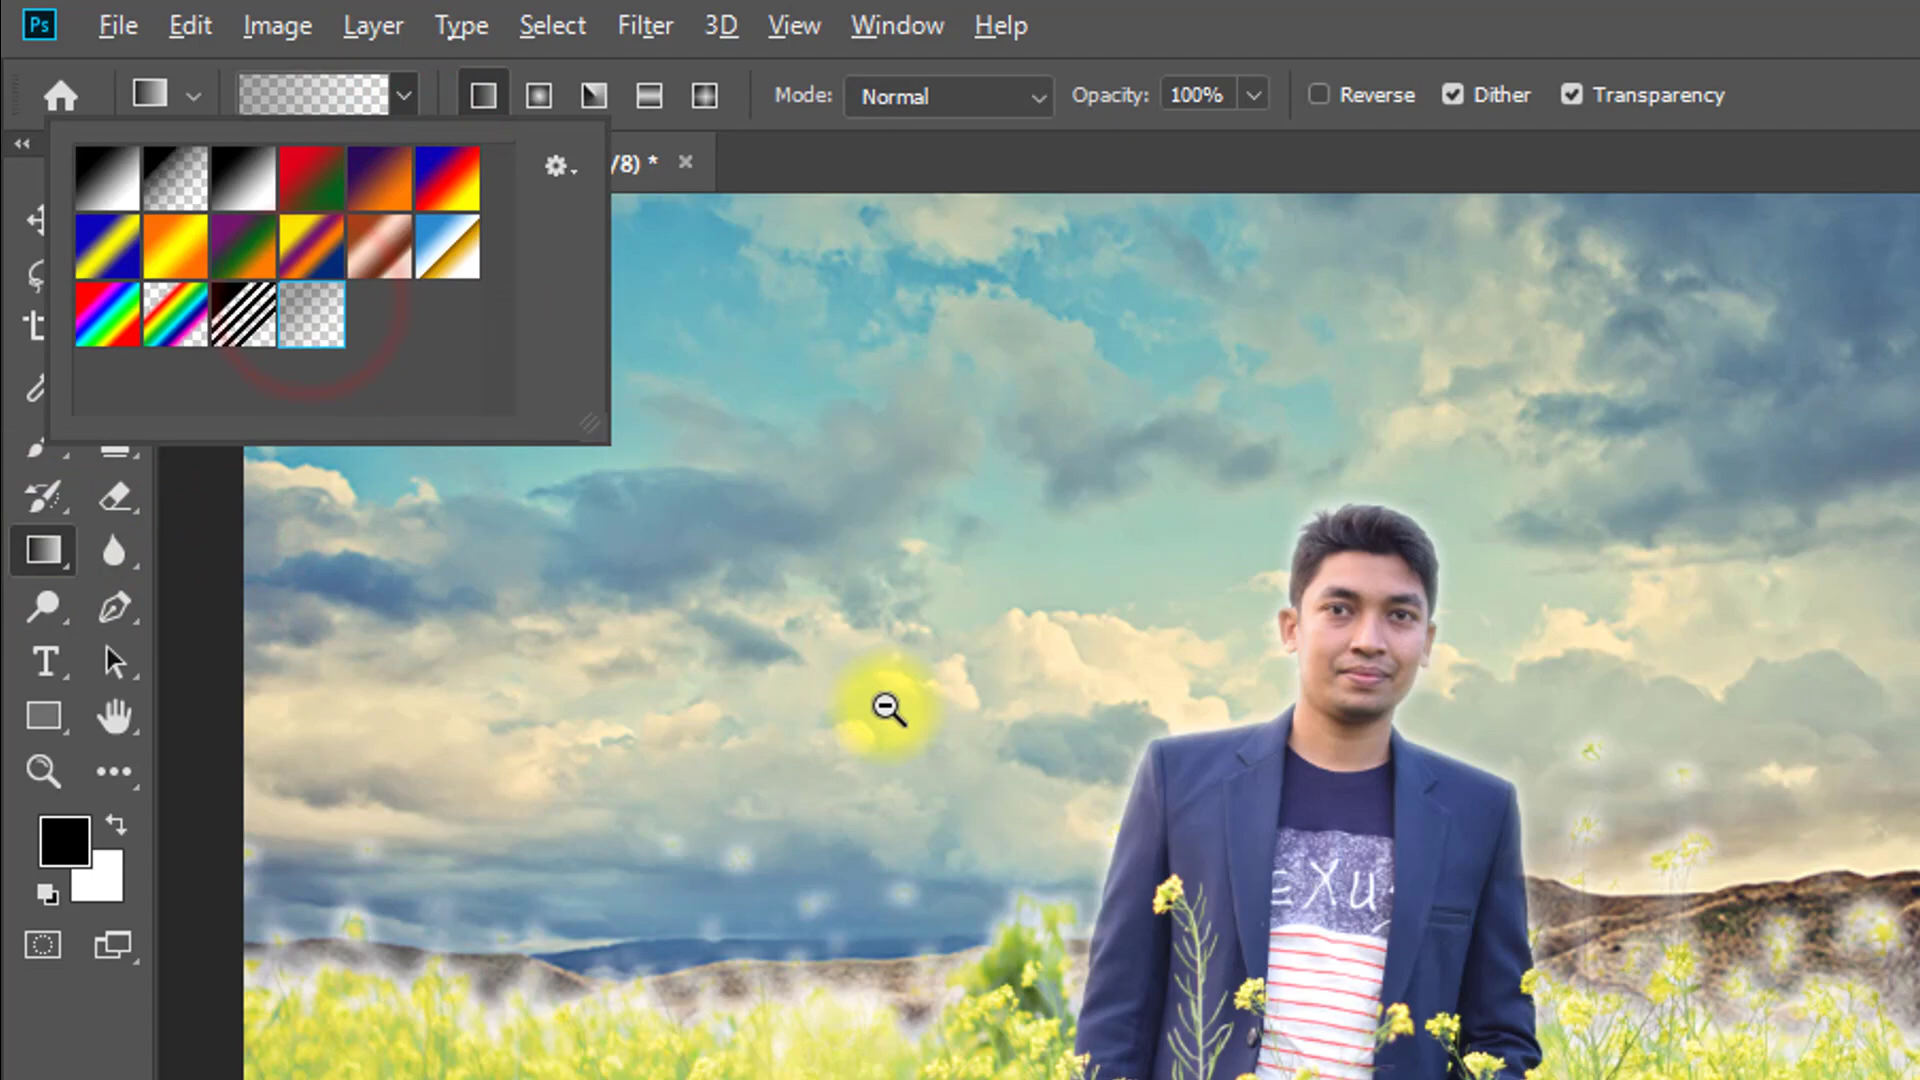 Ps File Edit Image Layer Type Select Filter 3D View Window Help
Mode: Normal Opacity: 100% Reverse Dither Transparency
/8) *
T